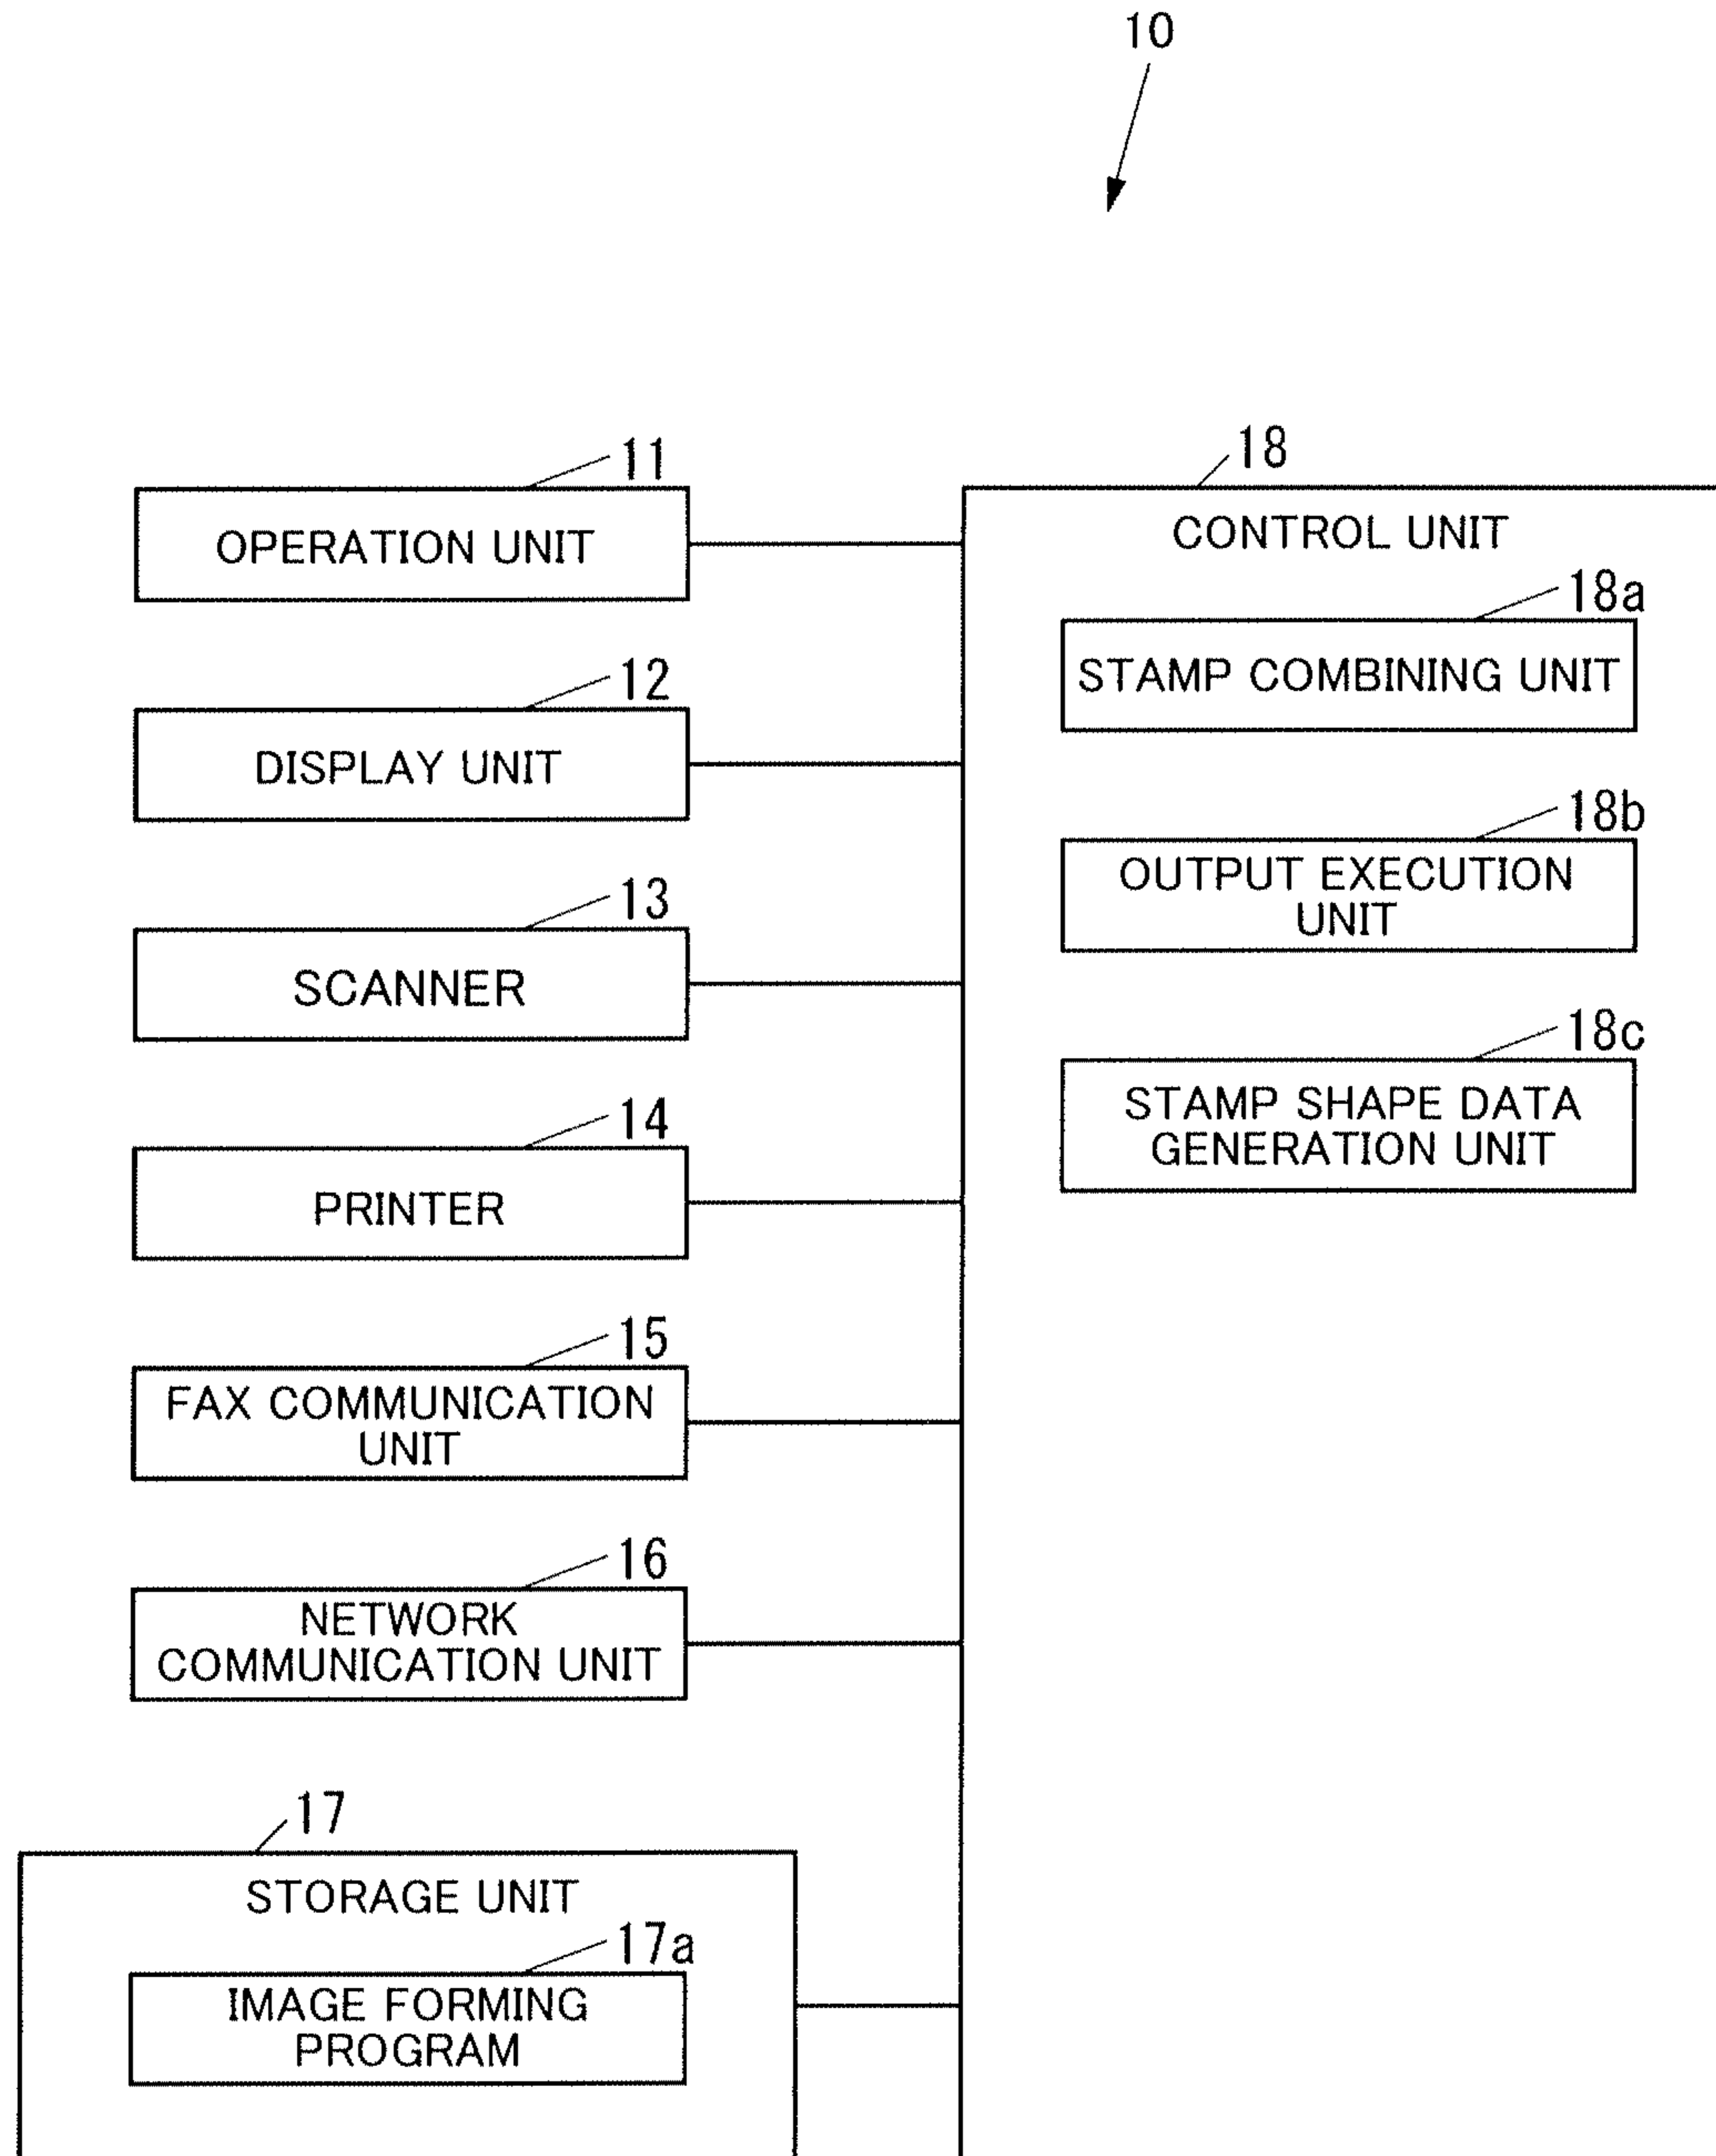 10
11
OPERATION UNIT
12
DISPLAY UNIT
13
SCANNER
14
PRINTER
15
FAX COMMUNICATION
UNIT
16
NETWORK
COMMUNICATION UNIT
17
STORAGE UNIT
17a
IMAGE FORMING
PROGRAM
18
CONTROL UNIT
18a
STAMP COMBINING UNIT
18b
OUTPUT EXECUTION
UNIT
18c
STAMP SHAPE DATA
GENERATION UNIT